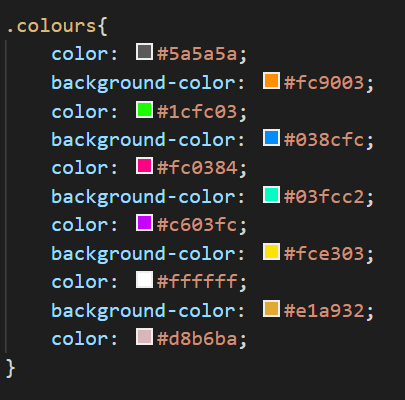 .colours{
color: #5a5a5a;
background-color: #fc9003;
color: #1cfc03;
background-color: #038cfc;
color: #fc0384;
background-color: #03fcc2;
color: #c603fc;
background-color: #fce303;
color: #ffffff;
background-color: #e1a932;
color: #d8b6ba;
}